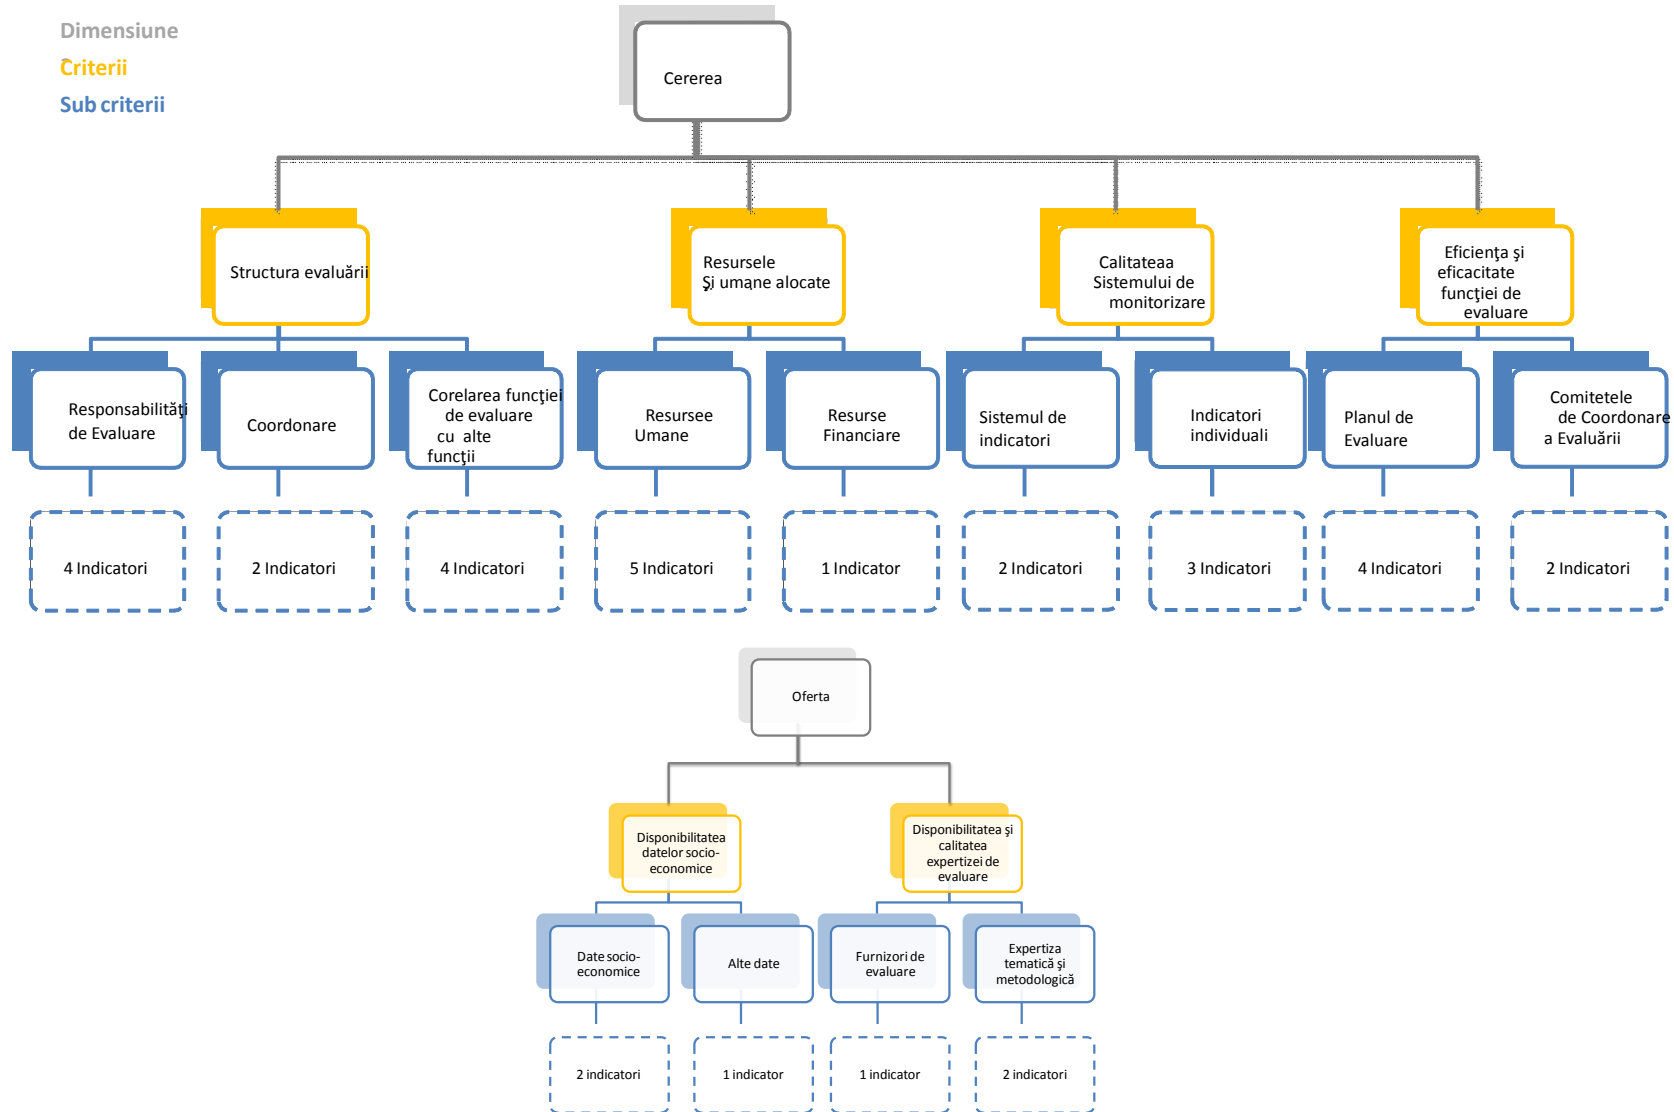 Dimensiune
Criterii
Sub criterii
Cererea
Structura evaluării
Resursele
Şi umane alocate
Calitateaa
Sistemului de
monitorizare
Eficienţa şi
eficacitate
funcţiei de
evaluare
Responsabilităţi
de Evaluare
Coordonare
Corelarea funcţiei
de evaluare
cu alte
funcţii
Resursee
Umane
Resurse
Financiare
Sistemul de
indicatori
Indicatori
individuali
Planul de
Evaluare
Comitetele
de Coordonare
a Evaluării
4 Indicatori
2 Indicatori
4 Indicatori
5 Indicatori
1 Indicator
2 Indicatori
3 Indicatori
4 Indicatori
2 Indicatori
Oferta
Disponibilitatea
datelor socio-
economice
Disponibilitatea şi
calitatea
expertizei de
evaluare
Date socio-
economice
Alte date
Furnizori de
evaluare
Expertiza
tematică şi
metodologică
2 indicatori
1 indicator
1 indicator
2 indicatori